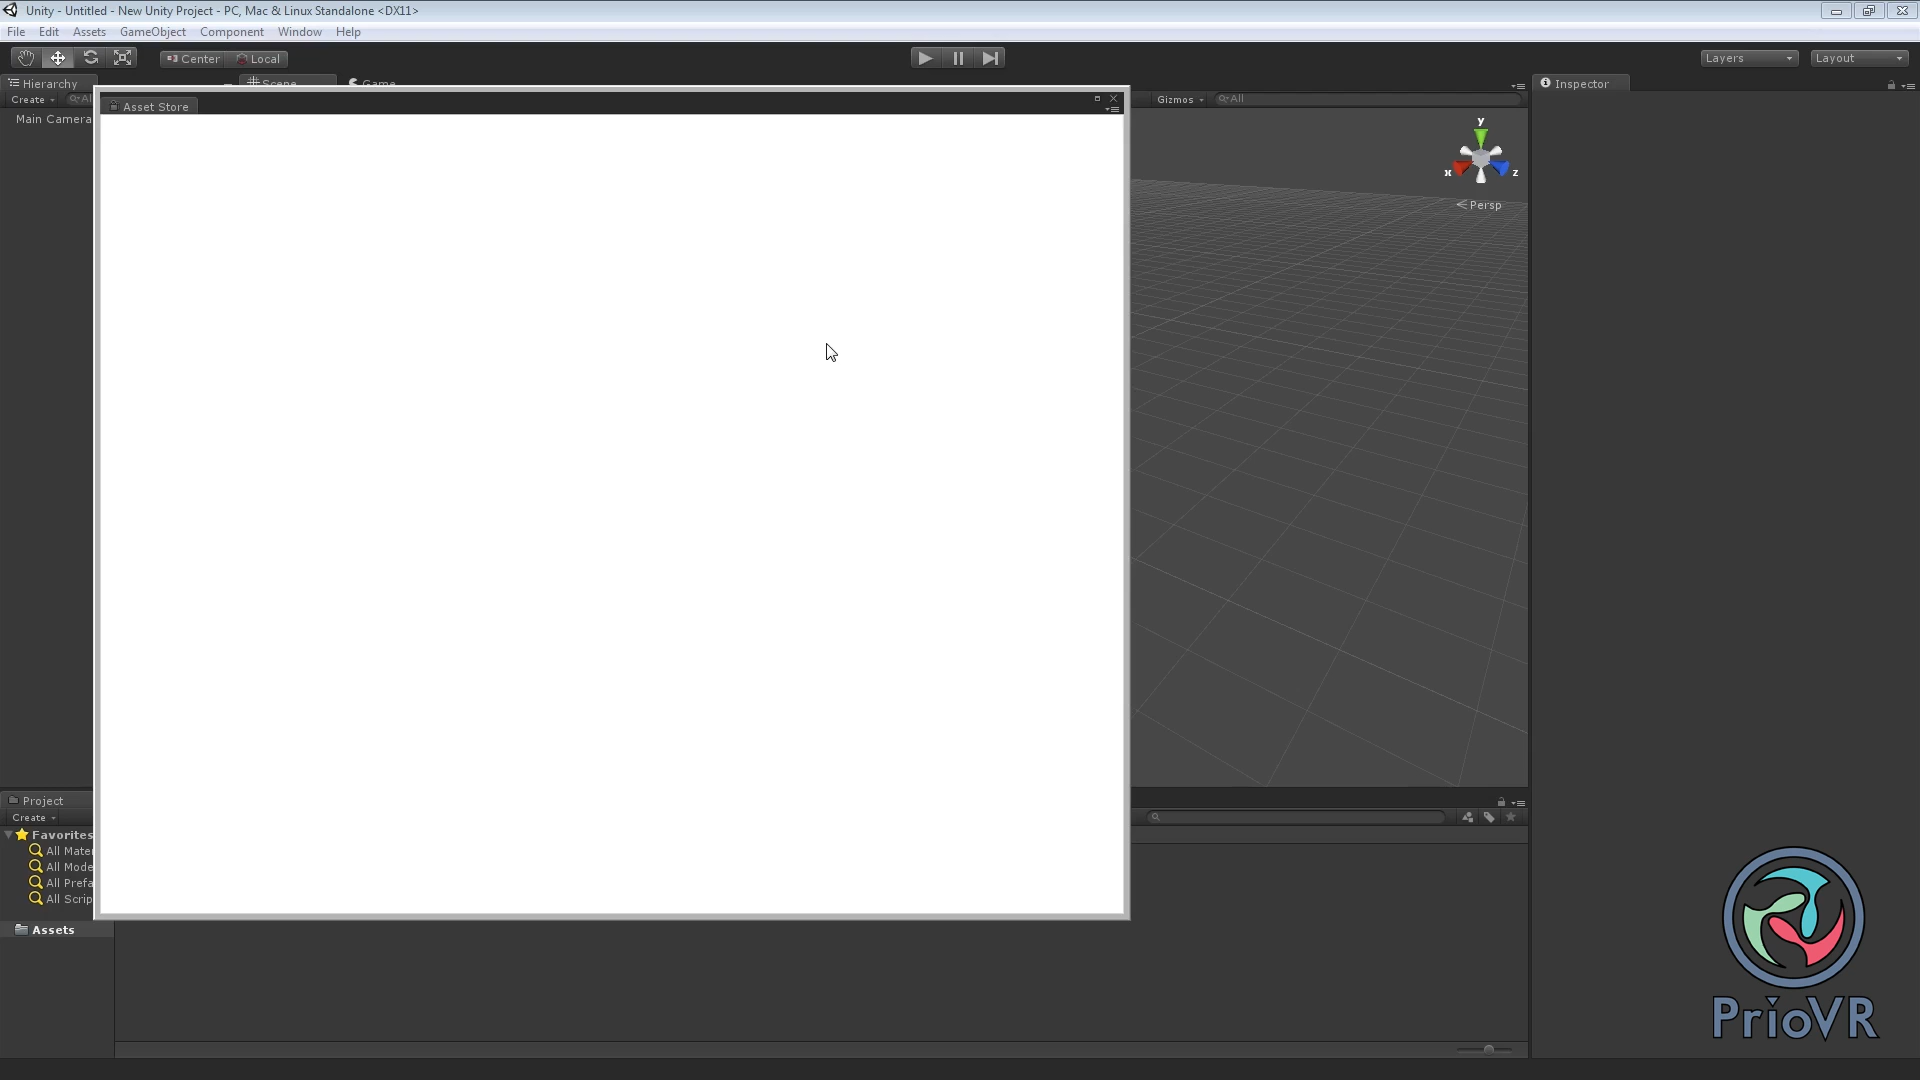 Unity - Untitled - New Unity Project - PC, Mac & Linux Standalone <DX11>
File Edit Assets GameObject Component Window Help
Center Local Layers Layout
Hierarchy Scene Game Inspector
Create Gizmos All
Asset Store
Main Camera
y
x z
Persp
Project
Create
Favorites
All Mate
All Mode
All Prefa
All Scrip
Assets
PrioVR